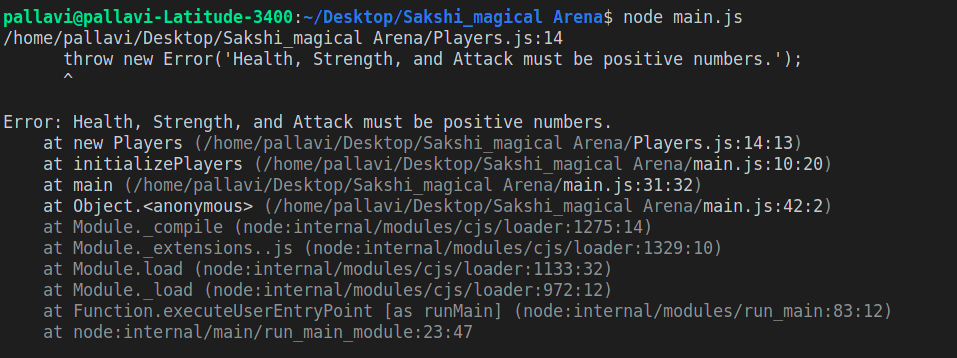 pallavi@pallavi-Latitude-3400:~/Desktop/Sakshi_magical Arena$ node main.js
/home/pallavi/Desktop/Sakshi_magical Arena/Players.js:14
      throw new Error('Health, Strength, and Attack must be positive numbers.');
      ^
Error: Health, Strength, and Attack must be positive numbers.
    at new Players (/home/pallavi/Desktop/Sakshi_magical Arena/Players.js:14:13)
    at initializePlayers (/home/pallavi/Desktop/Sakshi_magical Arena/main.js:10:20)
    at main (/home/pallavi/Desktop/Sakshi_magical Arena/main.js:31:32)
    at Object.<anonymous> (/home/pallavi/Desktop/Sakshi_magical Arena/main.js:42:2)
    at Module._compile (node:internal/modules/cjs/loader:1275:14)
    at Module._extensions..js (node:internal/modules/cjs/loader:1329:10)
    at Module.load (node:internal/modules/cjs/loader:1133:32)
    at Module._load (node:internal/modules/cjs/loader:972:12)
    at Function.executeUserEntryPoint [as runMain] (node:internal/modules/run_main:83:12)
    at node:internal/main/run_main_module:23:47